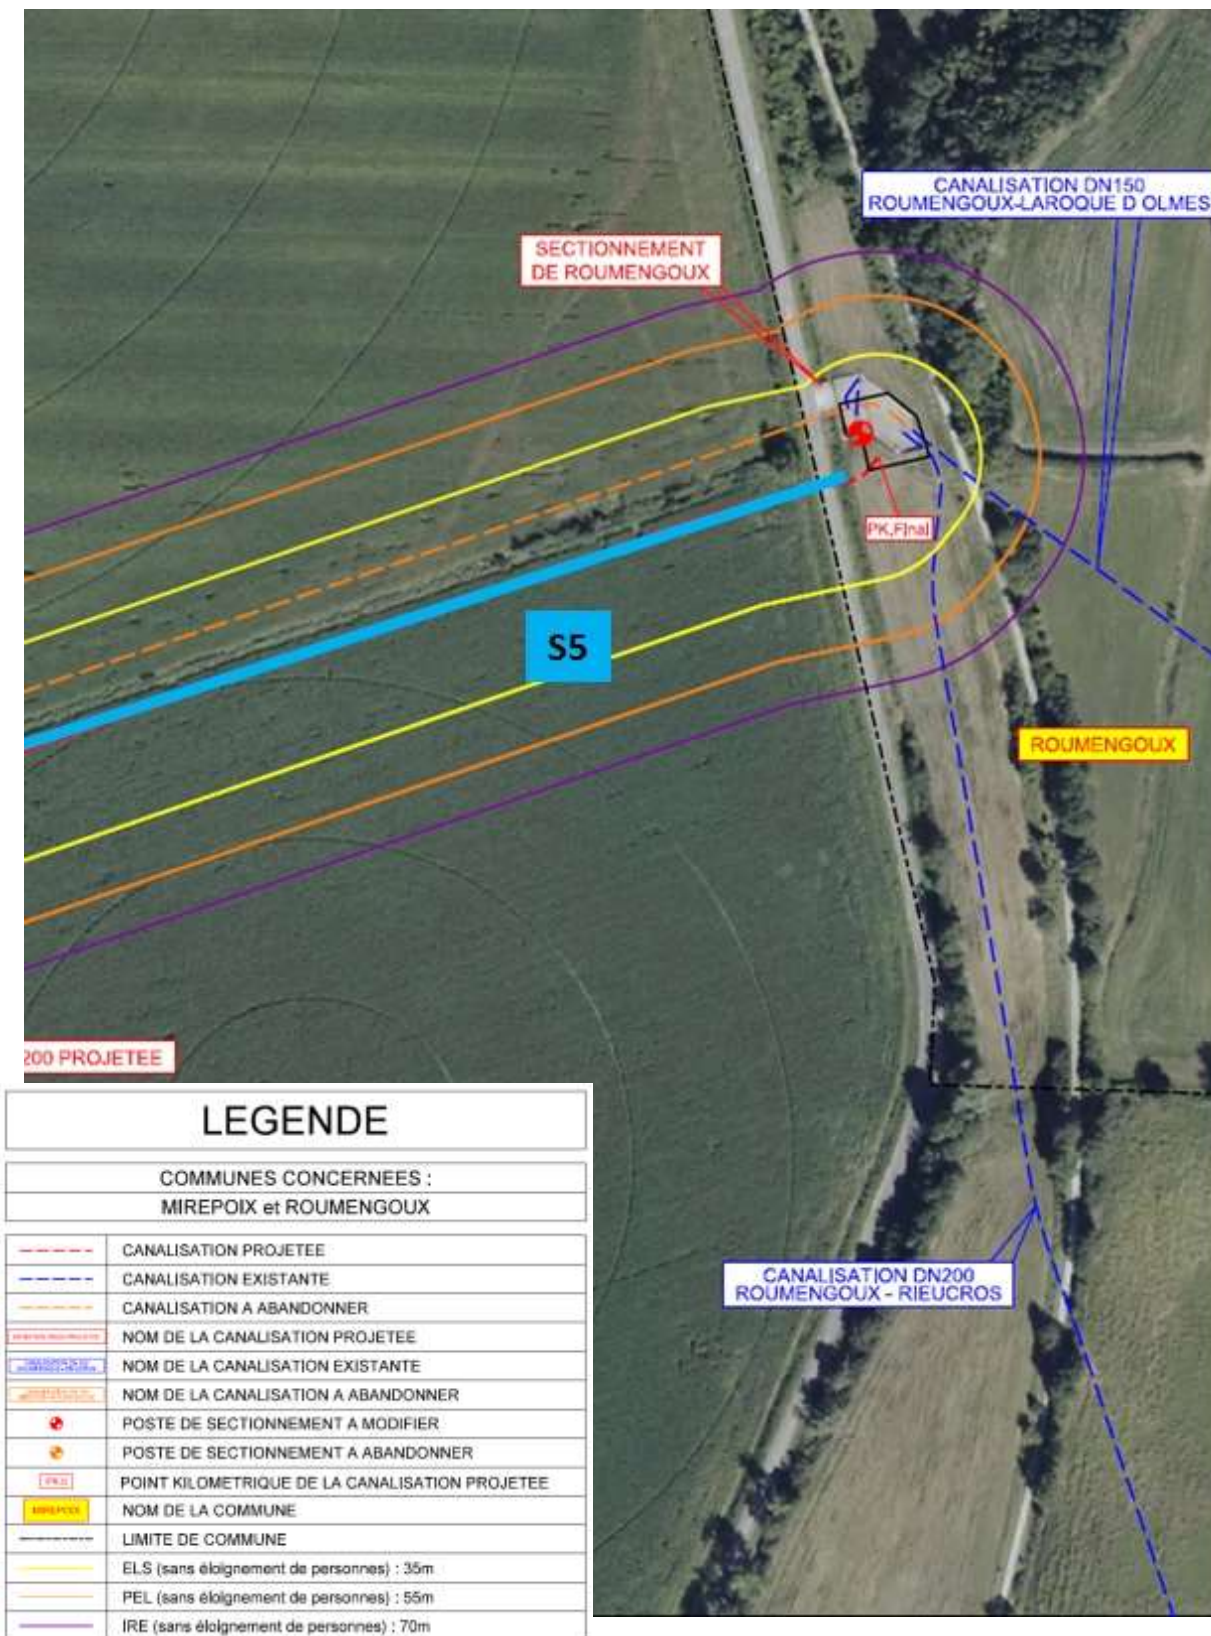 CANALISATION DN150
ROUMENGOUX-LAROQUE D OLMES
SECTIONNEMENT
DE ROUMENGOUX
PK.Final
S5
ROUMENGOUX
200 PROJETEE
CANALISATION DN200
ROUMENGOUX - RIEUCROS
LEGENDE
COMMUNES CONCERNEES :
MIREPOIX et ROUMENGOUX
CANALISATION PROJETEE
CANALISATION EXISTANTE
CANALISATION A ABANDONNER
NOM DE LA CANALISATION PROJETEE
NOM DE LA CANALISATION EXISTANTE
NOM DE LA CANALISATION A ABANDONNER
POSTE DE SECTIONNEMENT A MODIFIER
POSTE DE SECTIONNEMENT A ABANDONNER
POINT KILOMETRIQUE DE LA CANALISATION PROJETEE
MIREPOIX NOM DE LA COMMUNE
LIMITE DE COMMUNE
ELS (sans éloignement de personnes) : 35m
PEL (sans éloignement de personnes) : 55m
IRE (sans éloignement de personnes) : 70m